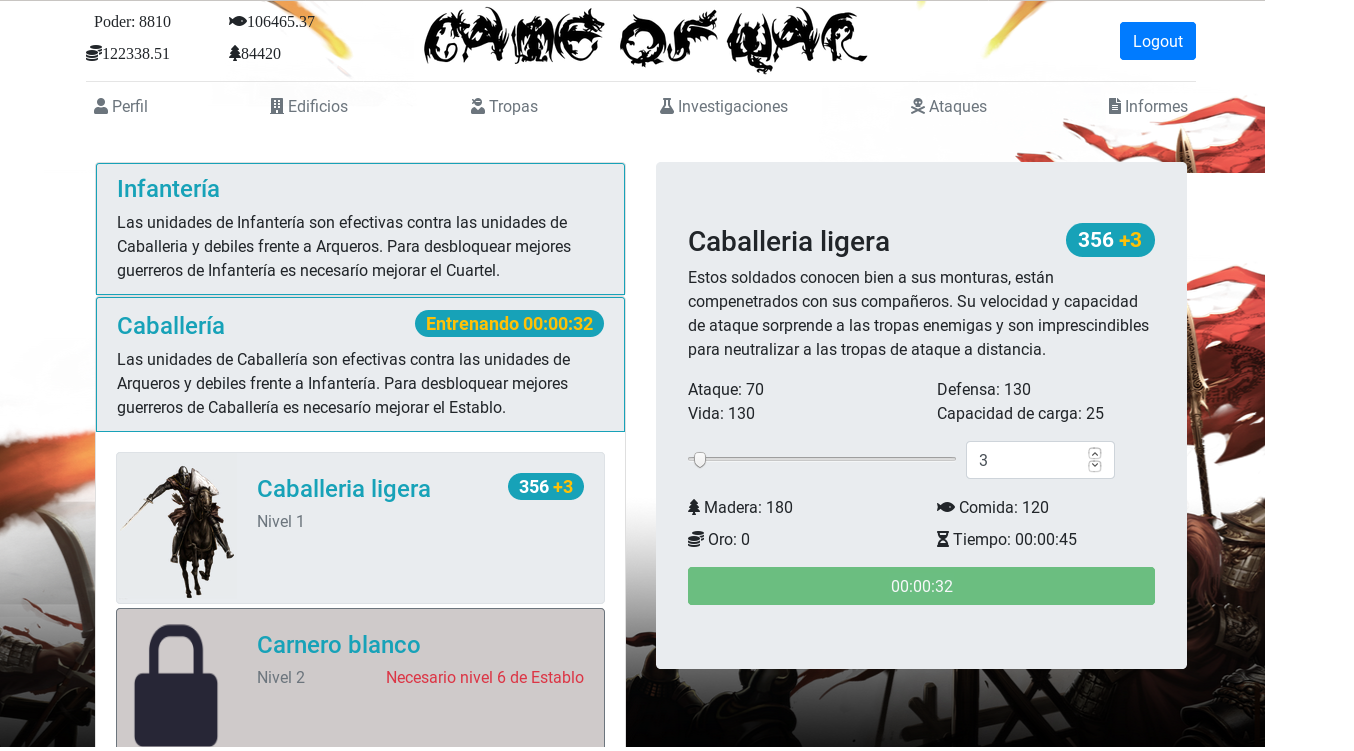 Poder: 8810
106465.37
122338.51
84420
GAME OF WAR
Logout
Perfil
Edificios
Tropas
Investigaciones
Ataques
Informes
Infantería
Las unidades de Infantería son efectivas contra las unidades de
Caballeria y debiles frente a Arqueros. Para desbloquear mejores
guerreros de Infantería es necesarío mejorar el Cuartel.
Caballería
Entrenando 00:00:32
Las unidades de Caballería son efectivas contra las unidades de
Arqueros y debiles frente a Infantería. Para desbloquear mejores
guerreros de Caballería es necesarío mejorar el Establo.
Caballeria ligera
356 +3
Nivel 1
Carnero blanco
Nivel 2
Necesario nivel 6 de Establo
Caballeria ligera
356 +3
Estos soldados conocen bien a sus monturas, están
compenetrados con sus compañeros. Su velocidad y capacidad
de ataque sorprende a las tropas enemigas y son imprescindibles
para neutralizar a las tropas de ataque a distancia.
Ataque: 70
Defensa: 130
Vida: 130
Capacidad de carga: 25
3
Madera: 180
Comida: 120
Oro: 0
Tiempo: 00:00:45
00:00:32